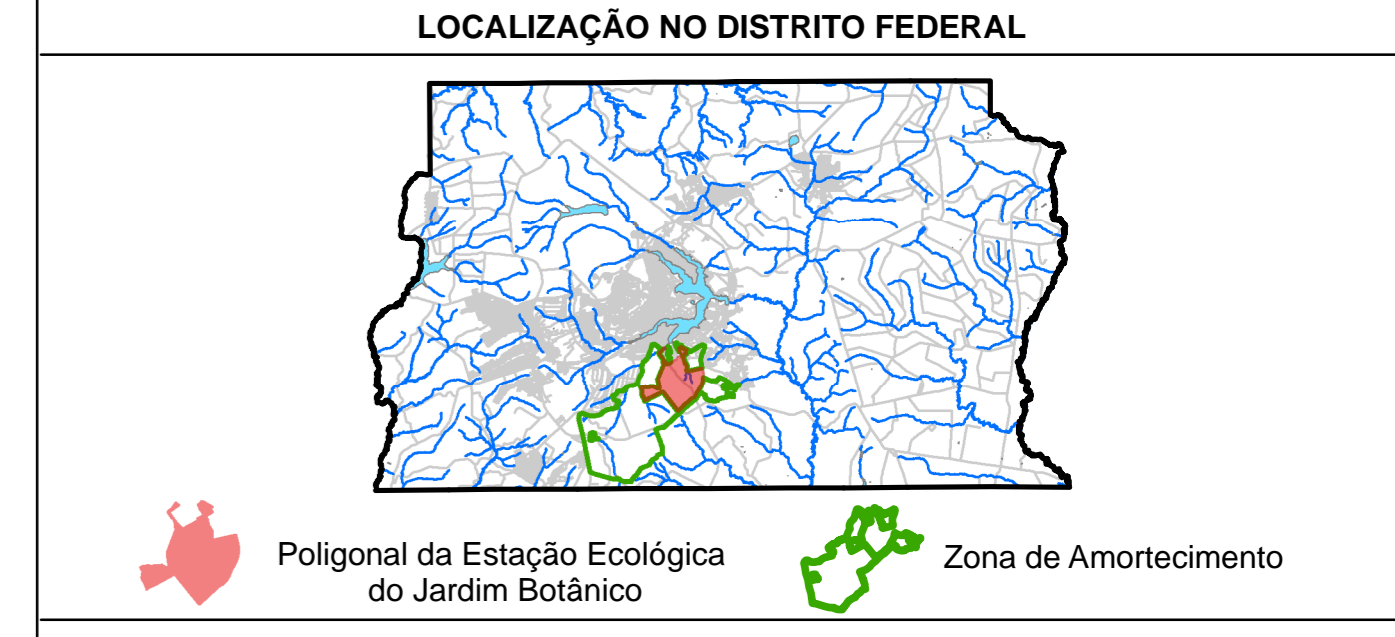 LOCALIZAÇÃO NO DISTRITO FEDERAL
Poligonal da Estação Ecológica
do Jardim Botânico
Zona de Amortecimento